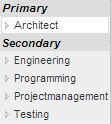 Primary
Architect
Secondary
Engineering
Programming
Projectmanagement
Testing